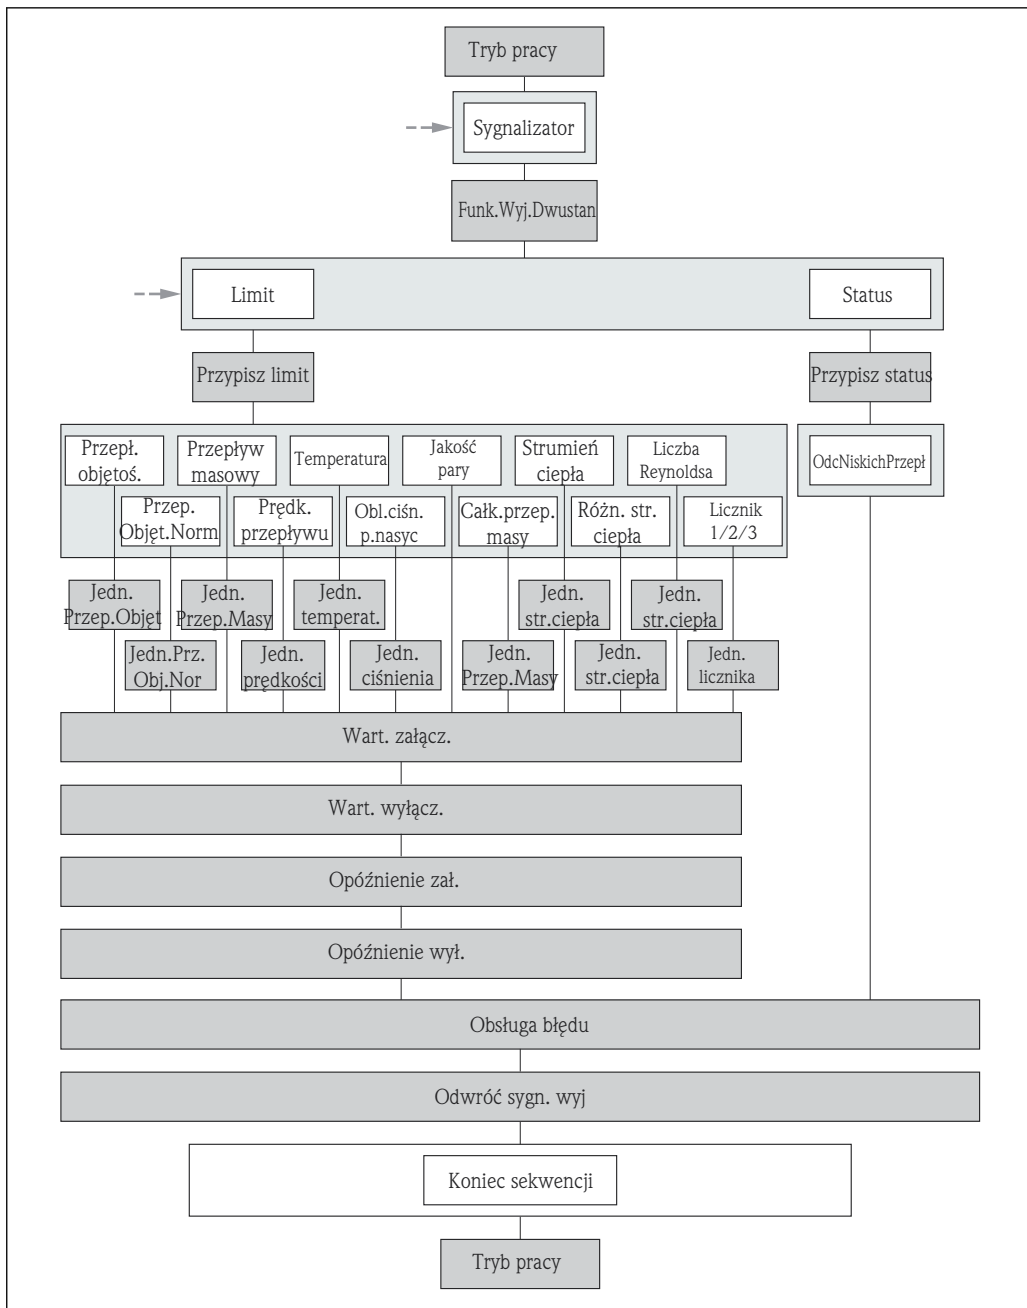 Tryb pracy
Sygnalizator
Funk.Wyj.Dwustan
Limit
Status
Przypisz limit
Przypisz status
Przepł.
objętoś.
Przepływ
masowy
Temperatura
Jakość
pary
Strumień
ciepła
Liczba
Reynoldsa
OdcNiskichPrzepł
Przep.
Objęt.Norm
Prędk.
przepływu
Obl.ciśn.
p.nasyc
Całk.przep.
masy
Różn. str.
ciepła
Licznik
1/2/3
Jedn.
Przep.Objęt
Jedn.
Przep.Masy
Jedn.
temperat.
Jedn.
str.ciepła
Jedn.
str.ciepła
Jedn.Prz.
Obj.Nor
Jedn.
prędkości
Jedn.
ciśnienia
Jedn.
Przep.Masy
Jedn.
str.ciepła
Jedn.
licznika
Wart. załącz.
Wart. wyłącz.
Opóźnienie zał.
Opóźnienie wył.
Obsługa błędu
Odwróć sygn. wyj
Koniec sekwencji
Tryb pracy